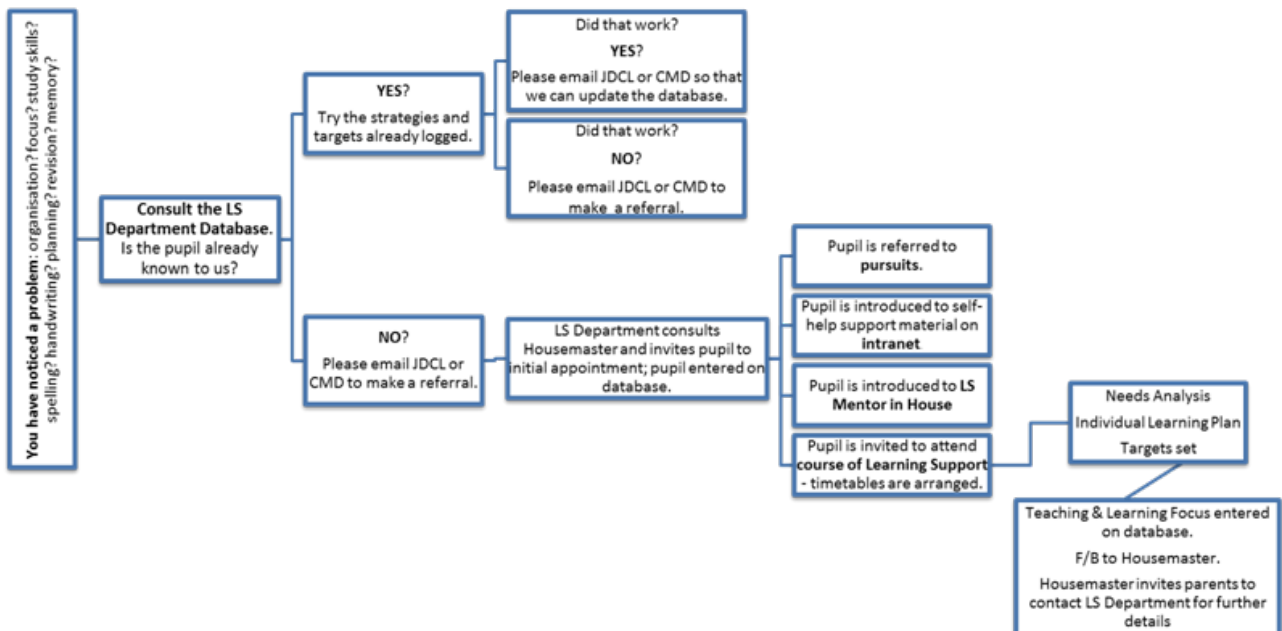 You have noticed a problem: organisation? focus? study skills?
spelling? handwriting? planning? revision? memory?
Consult the LS
Department Database.
Is the pupil already
known to us?
YES?
Try the strategies and
targets already logged.
Did that work?
YES?
Please email JDCL or CMD so that
we can update the database.
Did that work?
NO?
Please email JDCL or CMD to
make a referral.
NO?
Please email JDCL or
CMD to make a referral.
LS Department consults
Housemaster and invites pupil to
initial appointment; pupil entered on
database.
Pupil is referred to
pursuits.
Pupil is introduced to self-
help support material on
intranet
Pupil is introduced to LS
Mentor in House
Pupil is invited to attend
course of Learning Support
- timetables are arranged.
Needs Analysis
Individual Learning Plan
Targets set
Teaching & Learning Focus entered
on database.
F/B to Housemaster.
Housemaster invites parents to
contact LS Department for further
details